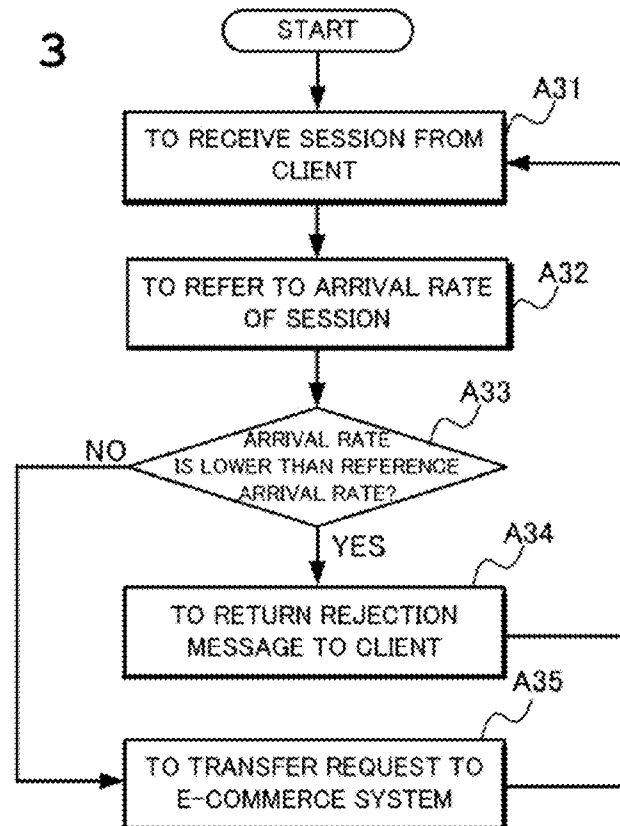 3
START
A31
TO RECEIVE SESSION FROM
CLIENT
A32
TO REFER TO ARRIVAL RATE
OF SESSION
A33
ARRIVAL RATE
IS LOWER THAN REFERENCE
ARRIVAL RATE?
NO
YES
A34
TO RETURN REJECTION
MESSAGE TO CLIENT
A35
TO TRANSFER REQUEST TO
E-COMMERCE SYSTEM